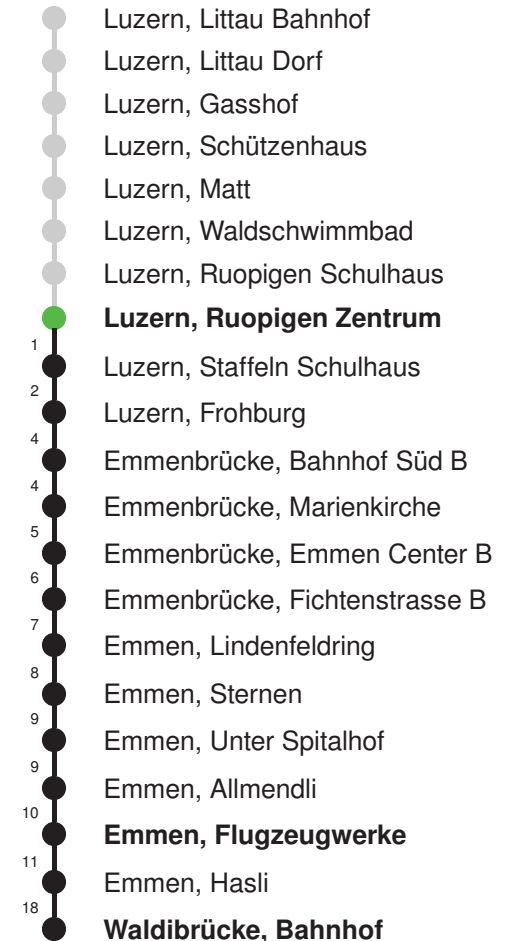 Luzern, Littau Bahnhof
Luzern, Littau Dorf
Luzern, Gasshof
Luzern, Schützenhaus
Luzern, Matt
Luzern, Waldschwimmbad
Luzern, Ruopigen Schulhaus
Luzern, Ruopigen Zentrum
1 Luzern, Staffeln Schulhaus
2 Luzern, Frohburg
4 Emmenbrücke, Bahnhof Süd B
4 Emmenbrücke, Marienkirche
5 Emmenbrücke, Emmen Center B
6 Emmenbrücke, Fichtenstrasse B
7 Emmen, Lindenfeldring
8 Emmen, Sternen
9 Emmen, Unter Spitalhof
9 Emmen, Allmendli
10 Emmen, Flugzeugwerke
11 Emmen, Hasli
18 Waldibrücke, Bahnhof